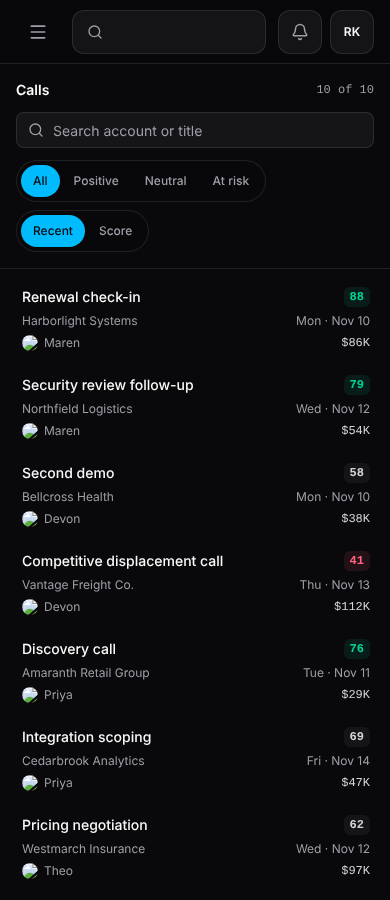 RK
Calls
10 of 10
Search account or title
All Positive Neutral At risk
Recent Score
Renewal check-in 88
Harborlight Systems Mon · Nov 10
Maren $86K
Security review follow-up 79
Northfield Logistics Wed · Nov 12
Maren $54K
Second demo 58
Bellcross Health Mon · Nov 10
Devon $38K
Competitive displacement call 41
Vantage Freight Co. Thu · Nov 13
Devon $112K
Discovery call 76
Amaranth Retail Group Tue · Nov 11
Priya $29K
Integration scoping 69
Cedarbrook Analytics Fri · Nov 14
Priya $47K
Pricing negotiation 62
Westmarch Insurance Wed · Nov 12
Theo $97K